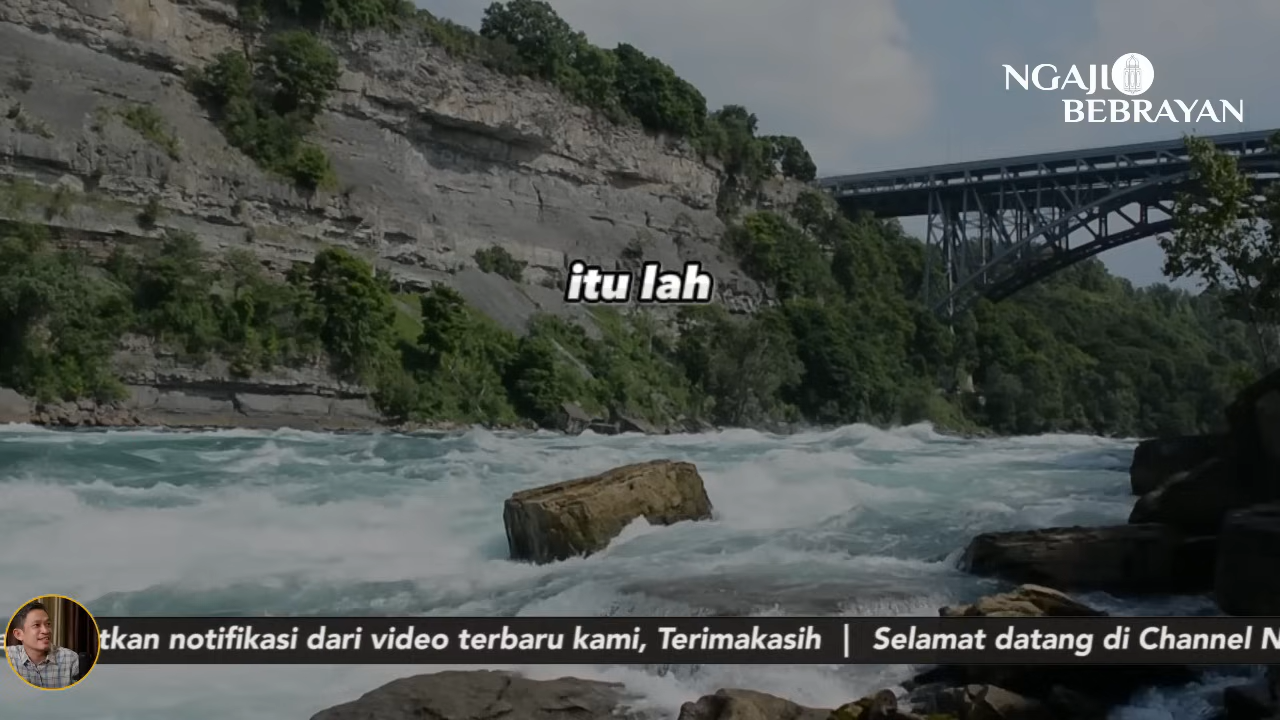 NGAJI
BEBRAYAN
itu lah
tkan notifikasi dari video terbaru kami, Terimakasih | Selamat datang di Channel N